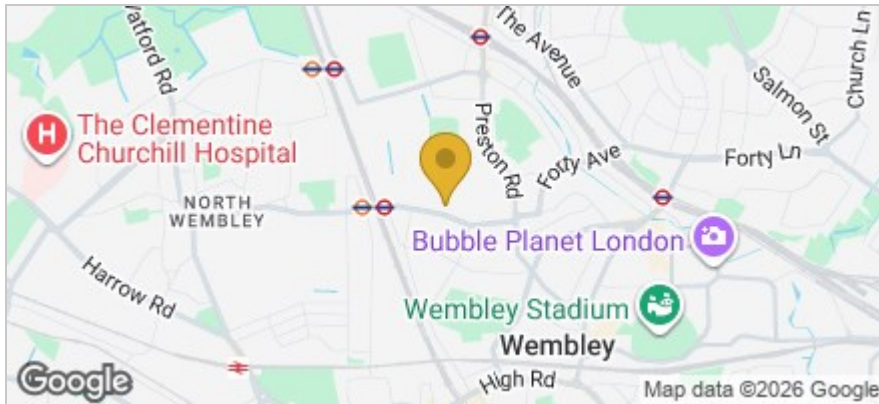 Watford Rd
The Avenue
Church Ln
Salmon St
H
The Clementine
Churchill Hospital
Preston Rd
Forty Ave
Forty Ln
NORTH
WEMBLEY
Bubble Planet London
Harrow Rd
Wembley Stadium
Wembley
High Rd
Google
Map data ©2026 Google